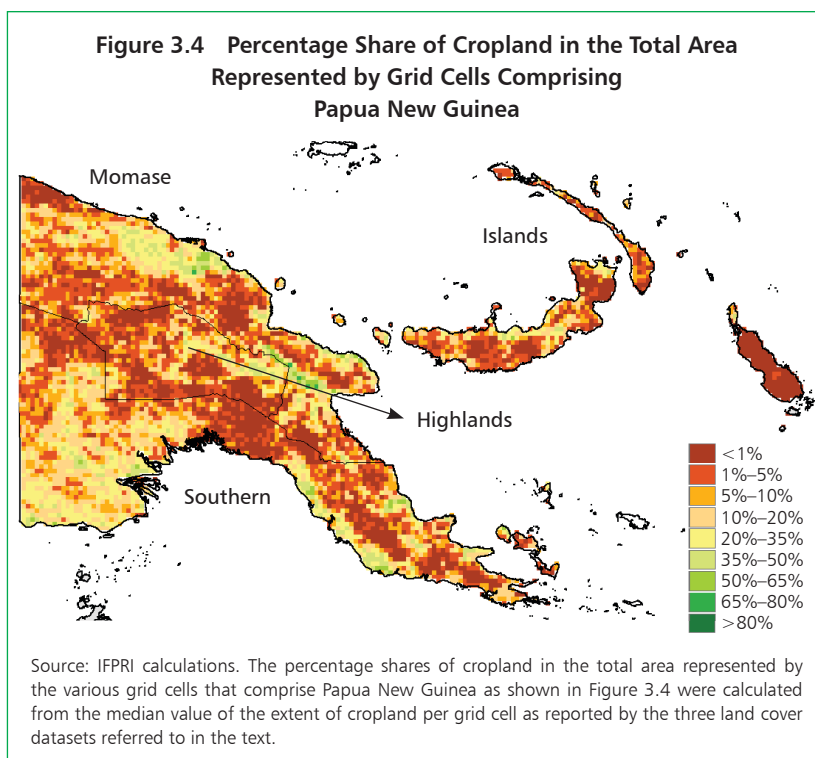 Figure 3.4 Percentage Share of Cropland in the Total Area
Represented by Grid Cells Comprising
Papua New Guinea
Momase
Islands
Highlands
Southern
<1%
1%–5%
5%–10%
10%–20%
20%–35%
35%–50%
50%–65%
65%–80%
>80%
Source: IFPRI calculations. The percentage shares of cropland in the total area represented by
the various grid cells that comprise Papua New Guinea as shown in Figure 3.4 were calculated
from the median value of the extent of cropland per grid cell as reported by the three land cover
datasets referred to in the text.